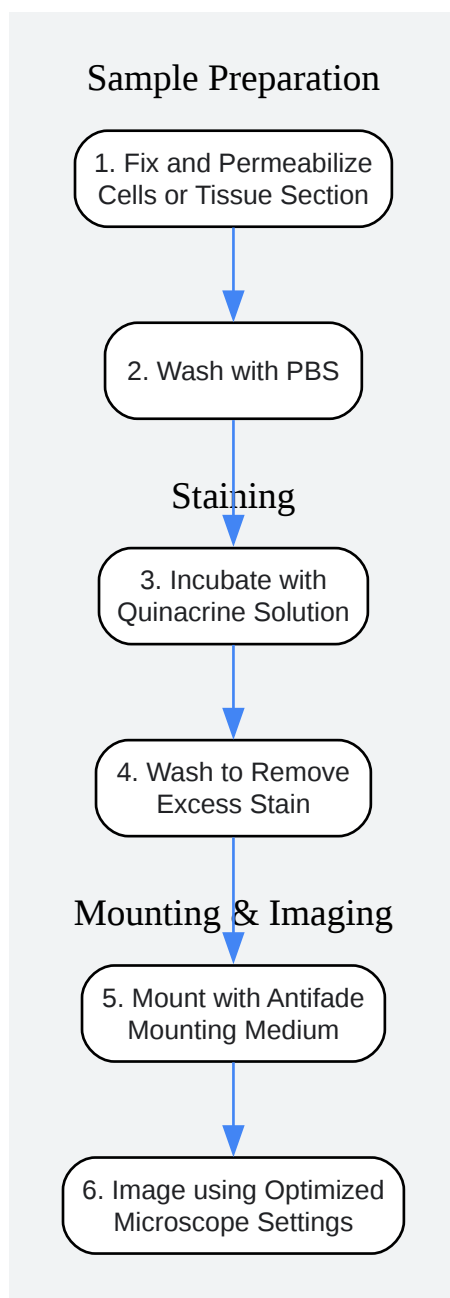 Sample Preparation
1. Fix and Permeabilize
Cells or Tissue Section
2. Wash with PBS
Staining
3. Incubate with
Quinacrine Solution
4. Wash to Remove
Excess Stain
Mounting & Imaging
5. Mount with Antifade
Mounting Medium
6. Image using Optimized
Microscope Settings